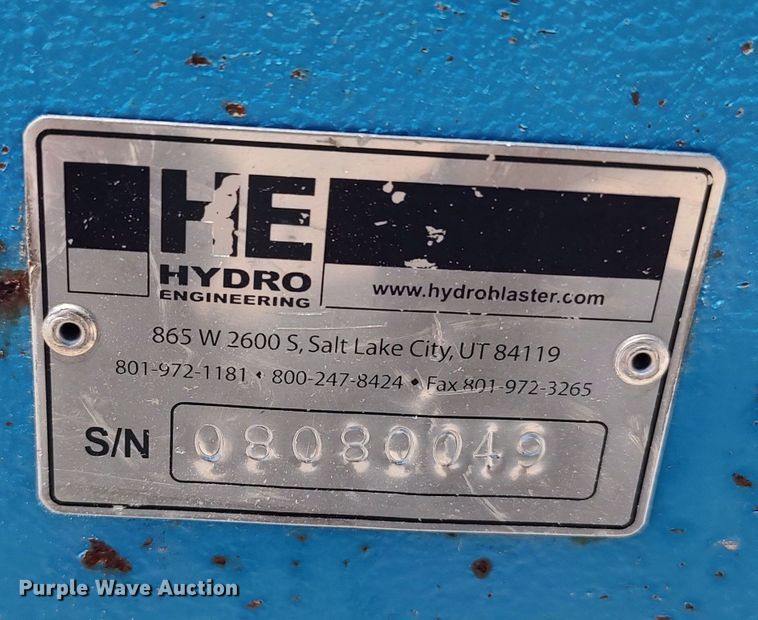 HE
HYDRO
ENGINEERING
www.hydroblaster.com
865 W 2600 S, Salt Lake City, UT 84119
801-972-1181 • 800-247-8424 • Fax 801-972-3265
S/N 08080049
Purple Wave Auction